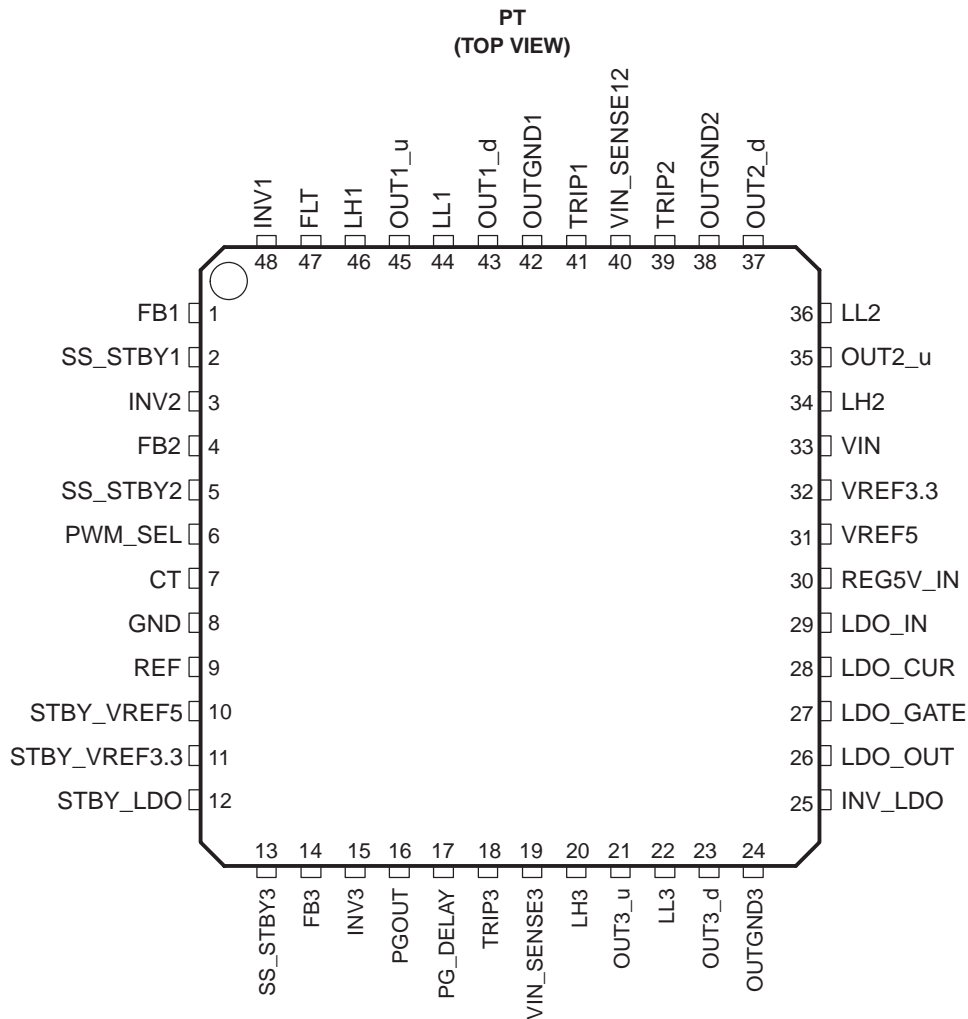 PT
(TOP VIEW)
INV1
FLT
LH1
OUT1_u
LL1
OUT1_d
OUTGND1
TRIP1
VIN_SENSE12
TRIP2
OUTGND2
OUT2_d
48 47 46 45 44 43 42 41 40 39 38 37
FB1 1
SS_STBY1 2
INV2 3
FB2 4
SS_STBY2 5
PWM_SEL 6
CT 7
GND 8
REF 9
STBY_VREF5 10
STBY_VREF3.3 11
STBY_LDO 12
36 LL2
35 OUT2_u
34 LH2
33 VIN
32 VREF3.3
31 VREF5
30 REG5V_IN
29 LDO_IN
28 LDO_CUR
27 LDO_GATE
26 LDO_OUT
25 INV_LDO
13 14 15 16 17 18 19 20 21 22 23 24
SS_STBY3
FB3
INV3
PGOUT
PG_DELAY
TRIP3
VIN_SENSE3
LH3
OUT3_u
LL3
OUT3_d
OUTGND3